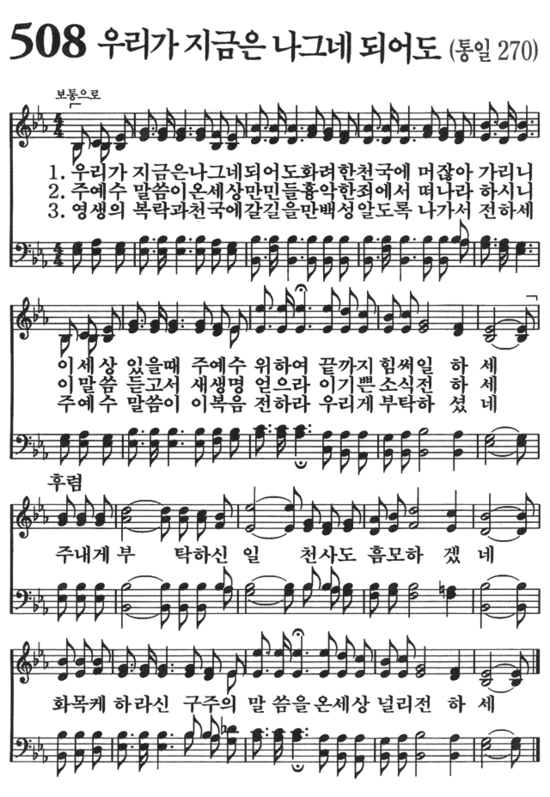 508 우리가 지금은 나그네 되어도 (통일 270)
보통으로
1. 우리가 지금은나그네되어도화려한천국에 머잖아 가리니
2. 주예수 말씀이온세상만민들흉악한죄에서 떠나라 하시니
3. 영생의 복락과천국에갈길을만백성알도록 나가서 전하세
이세상 있을때 주예수 위하여 끝까지힘써일 하 세
이말씀 듣고서 새생명 얻으라 이기쁜소식전 하 세
주예수 말씀이 이복음 전하라 우리게부탁하 셨 네
후렴
주내게 부 탁하신 일 천사도 흠모하 겠 네
화목케 하라신 구주의 말 씀을온세상 널리전 하 세